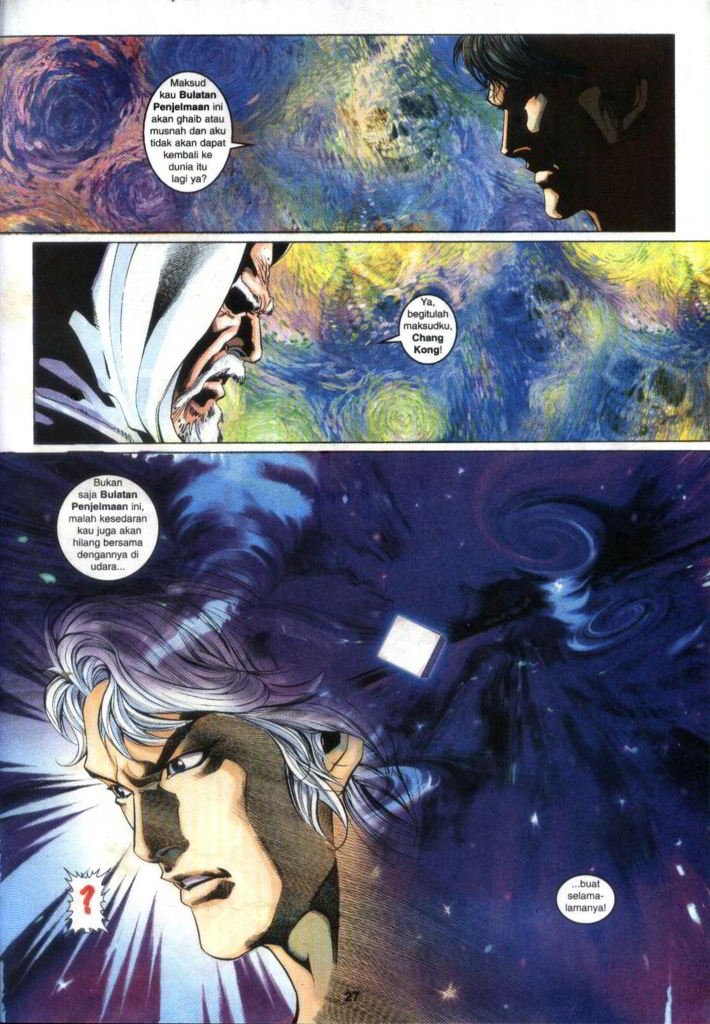 Maksud
kau Bulatan
Penjelmaan ini
akan ghaib atau
musnah dan aku
tidak akan dapat
kembali ke
dunia itu
lagi ya?
Ya,
begitulah
maksudku,
Chang
Kong!
Bukan
saja Bulatan
Penjelmaan ini,
malah kesedaran
kau juga akan
hilang bersama
dengannya di
udara...
?
...buat
selama-
lamanya!
27